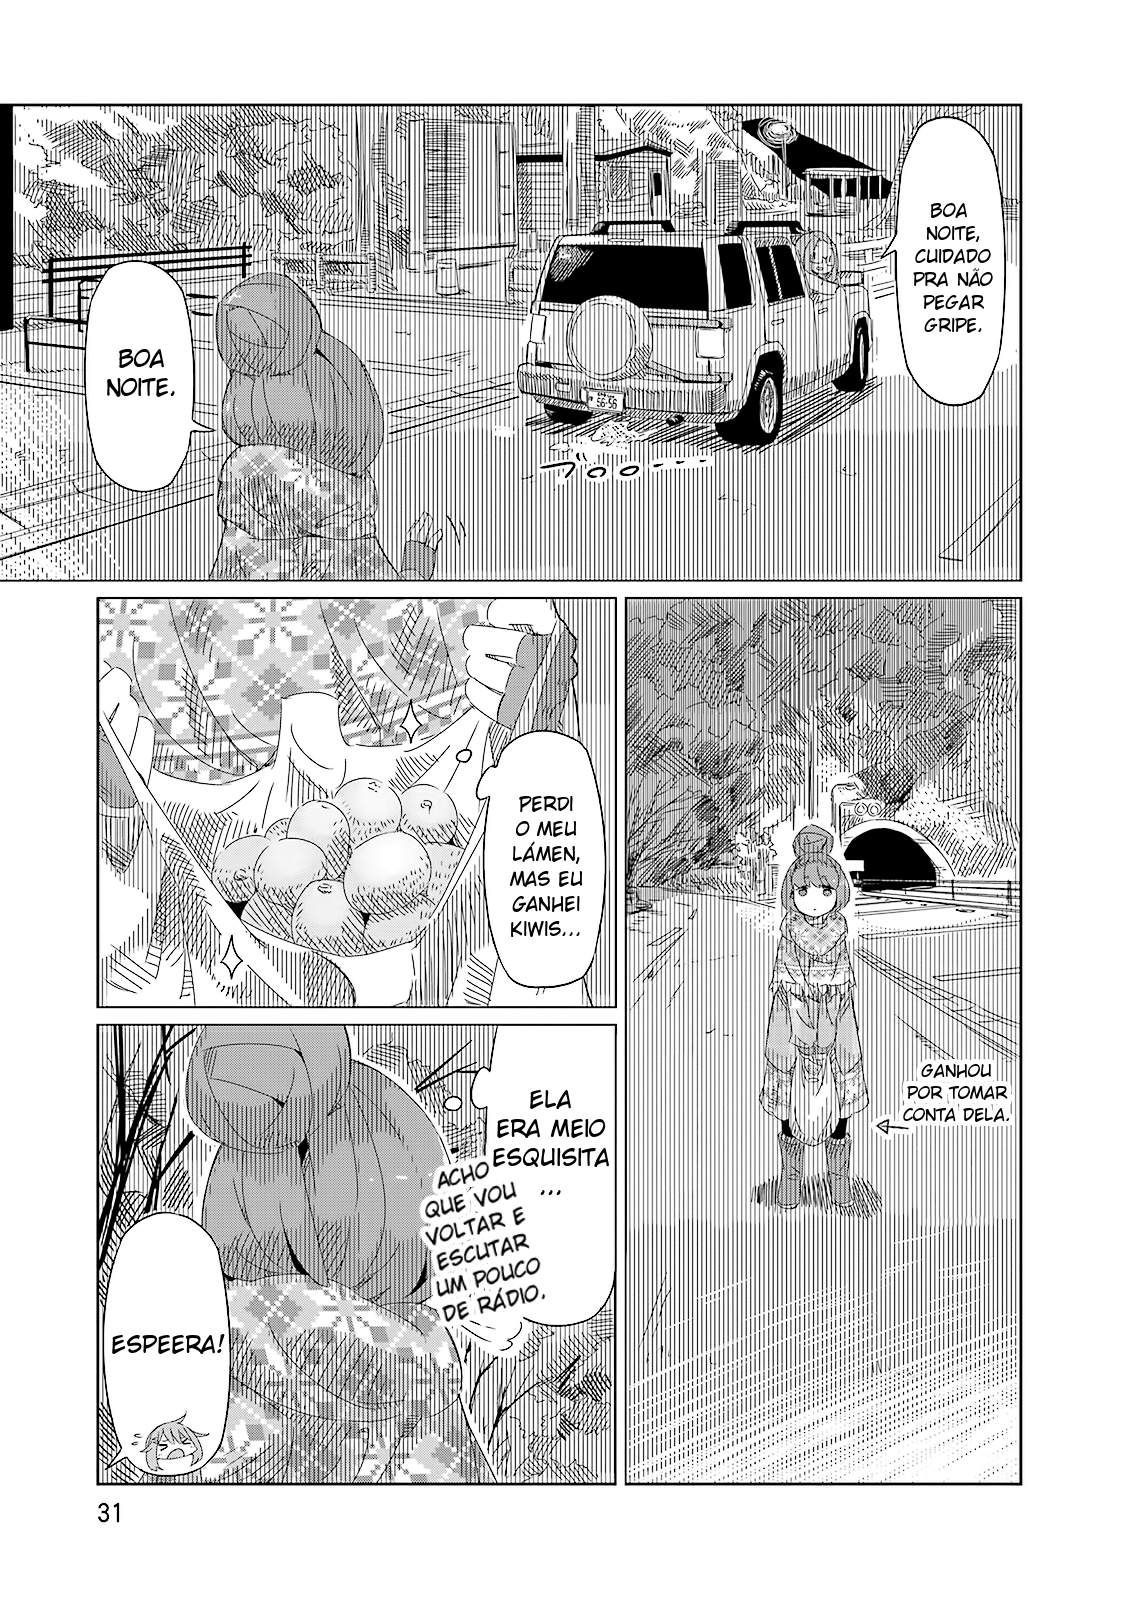 BOA
NOITE,
CUIDADO
PRA NÃO
PEGAR
GRIPE.
BOA
NOITE.
56-56
ブロロ・・・・
GANHOU
POR TOMAR
CONTA DELA.
PERDI
O MEU
LÁMEN,
MAS EU
GANHEI
KIWIS...
ELA
ERA MEIO
ESQUISITA
...
ACHO
QUE VOU
VOLTAR E
ESCUTAR
UM POUCO
DE RÁDIO.
ESPEERA!
31